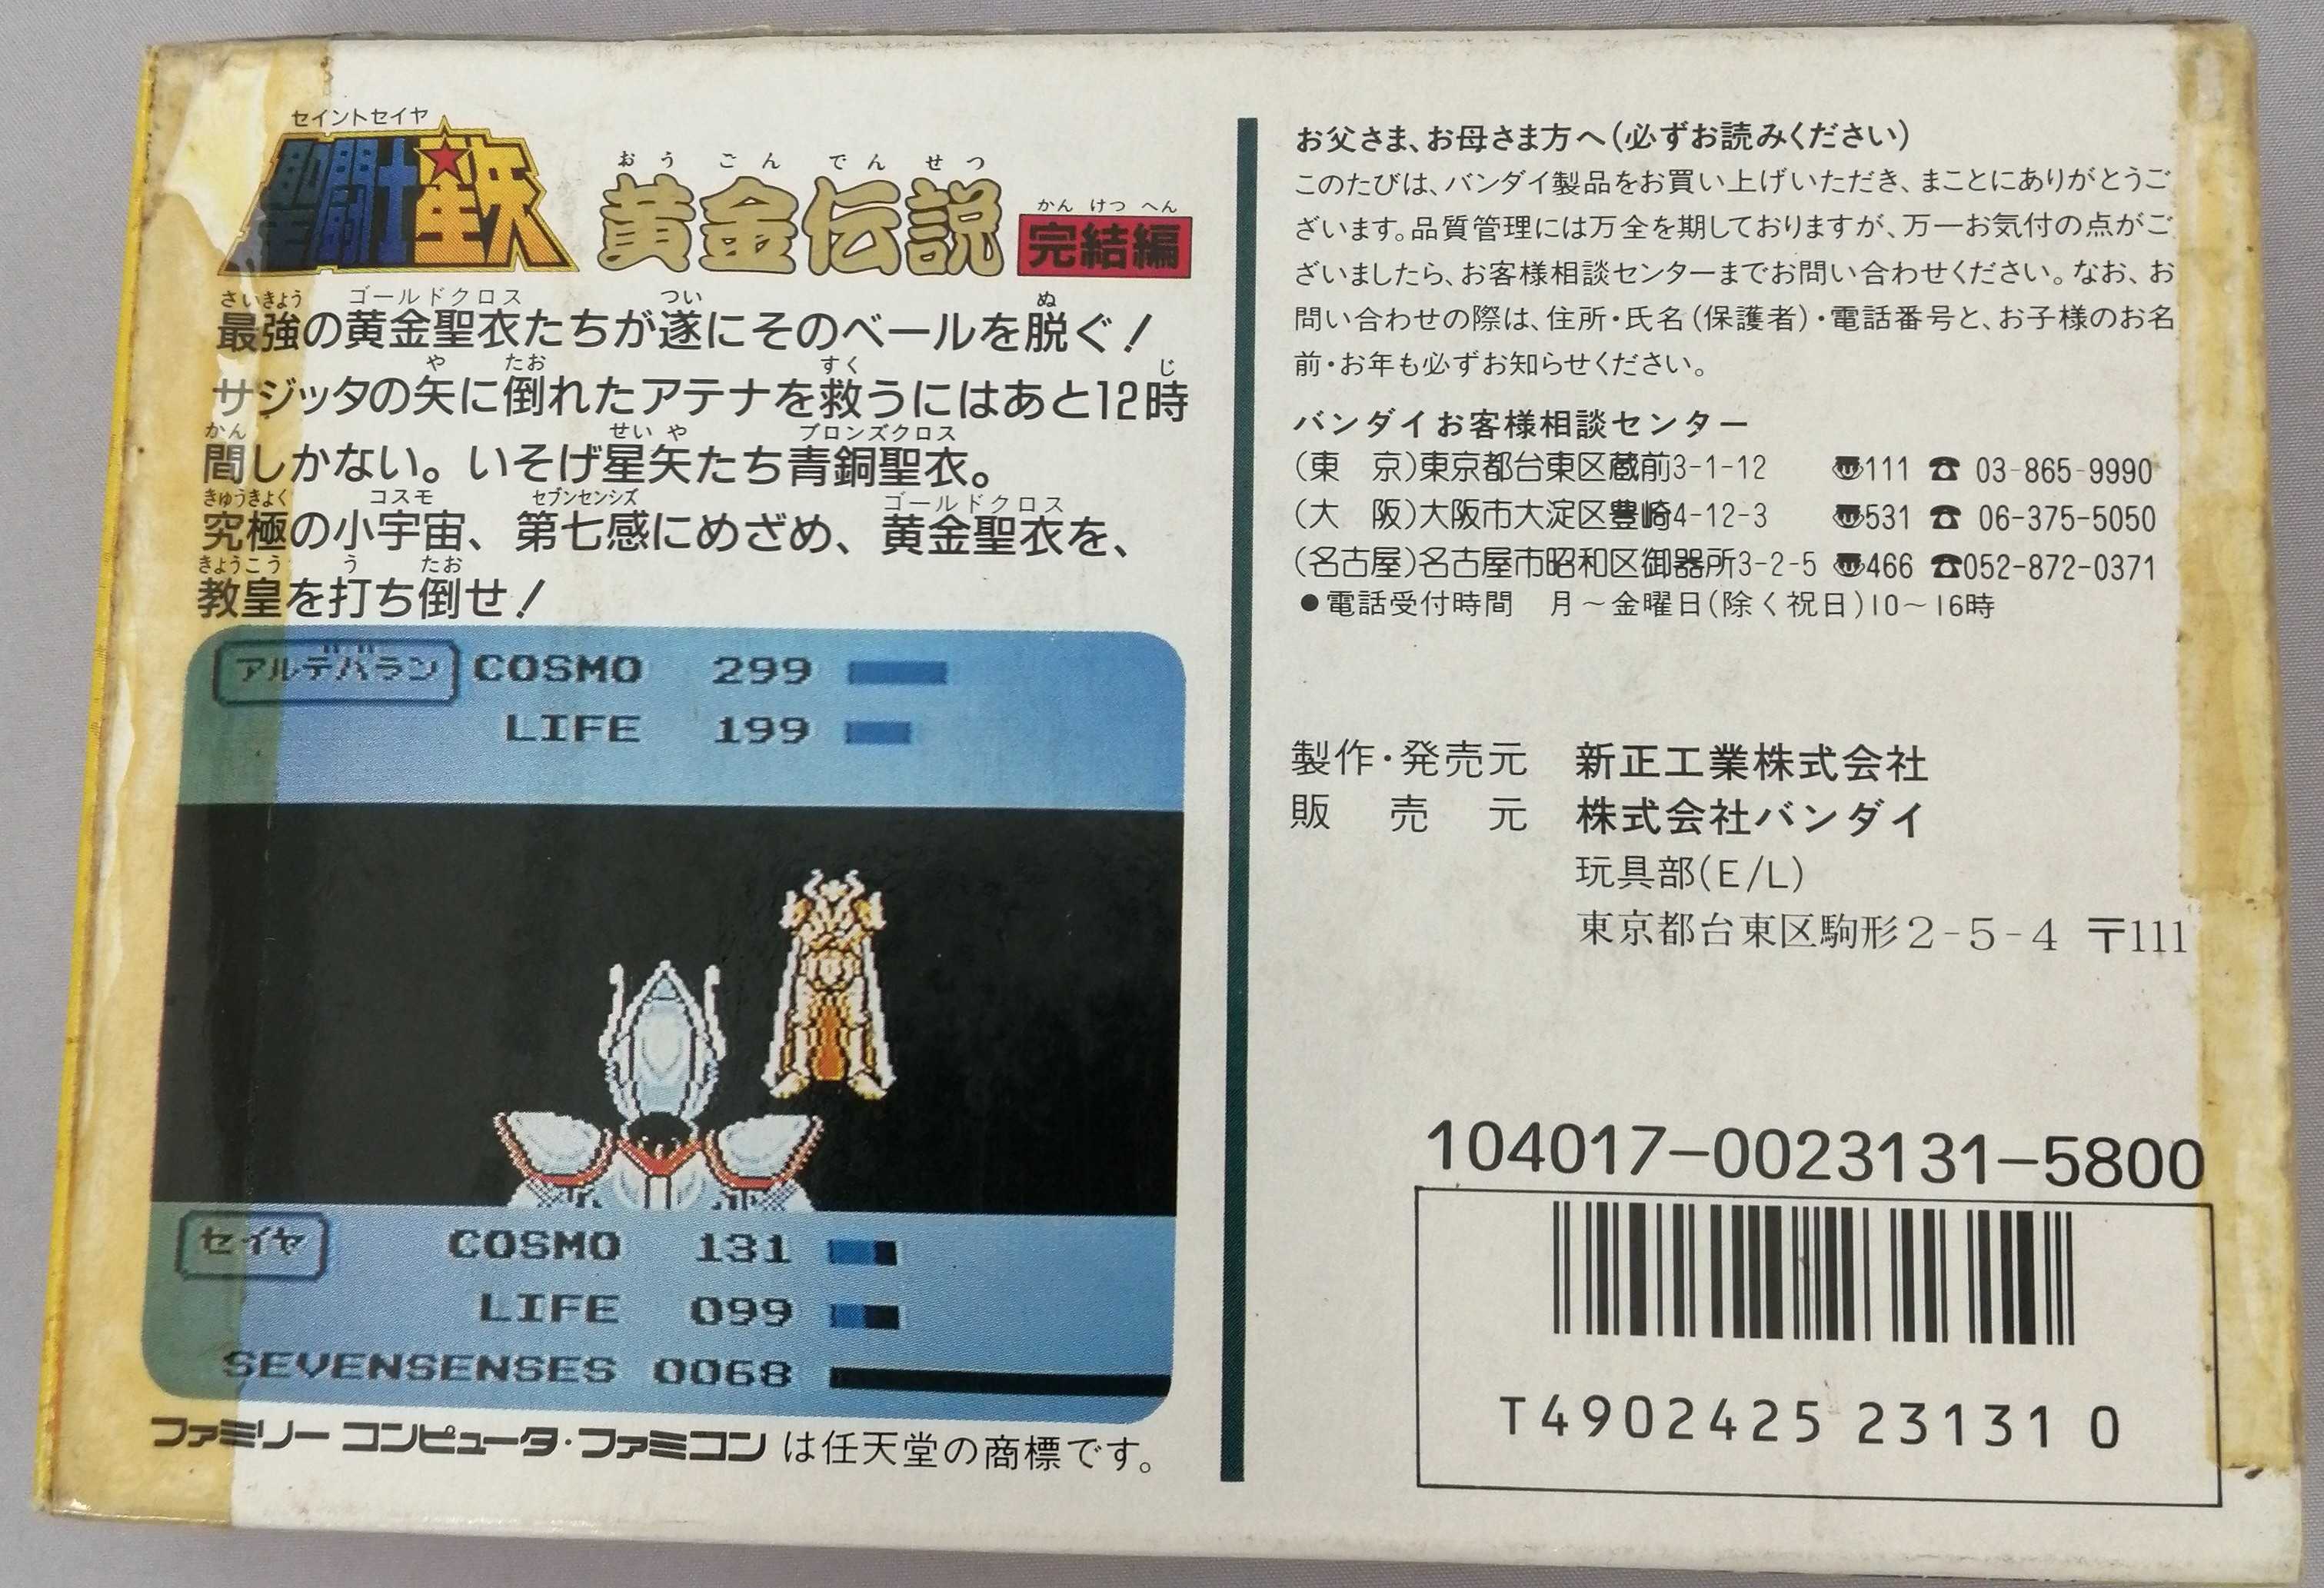 セイントセイヤ
聖闘士星矢
おうごんでんせつ
黄金伝説
かんけつへん
完結編
さいきょう ゴールドクロス つい ぬ
最強の黄金聖衣たちが遂にそのベールを脱ぐ!
や たお すく じ
サジッタの矢に倒れたアテナを救うにはあと12時
かん せいや ブロンズクロス
間しかない。いそげ星矢たち青銅聖衣。
きゅうきょく コスモ セブンセンシズ ゴールドクロス
究極の小宇宙、第七感にめざめ、黄金聖衣を、
きょうこう う たお
教皇を打ち倒せ!
アルデバラン COSMO 299
LIFE 199
セイヤ COSMO 131
LIFE 099
SEVENSENSES 0068
ファミリーコンピュータ・ファミコンは任天堂の商標です。
お父さま、お母さま方へ(必ずお読みください)
このたびは、バンダイ製品をお買い上げいただき、まことにありがとうご
ざいます。品質管理には万全を期しておりますが、万一お気付の点がご
ざいましたら、お客様相談センターまでお問い合わせください。なお、お
問い合わせの際は、住所・氏名(保護者)・電話番号と、お子様のお名
前・お年も必ずお知らせください。
バンダイお客様相談センター
(東 京)東京都台東区蔵前3-1-12 〠111 ☎ 03-865-9990
(大 阪)大阪市大淀区豊崎4-12-3 〠531 ☎ 06-375-5050
(名古屋)名古屋市昭和区御器所3-2-5 〠466 ☎052-872-0371
●電話受付時間 月~金曜日(除く祝日)10~16時
製作・発売元 新正工業株式会社
販売元 株式会社バンダイ
玩具部(E/L)
東京都台東区駒形2-5-4 〒111
104017-0023131-5800
T4902425 23131 0